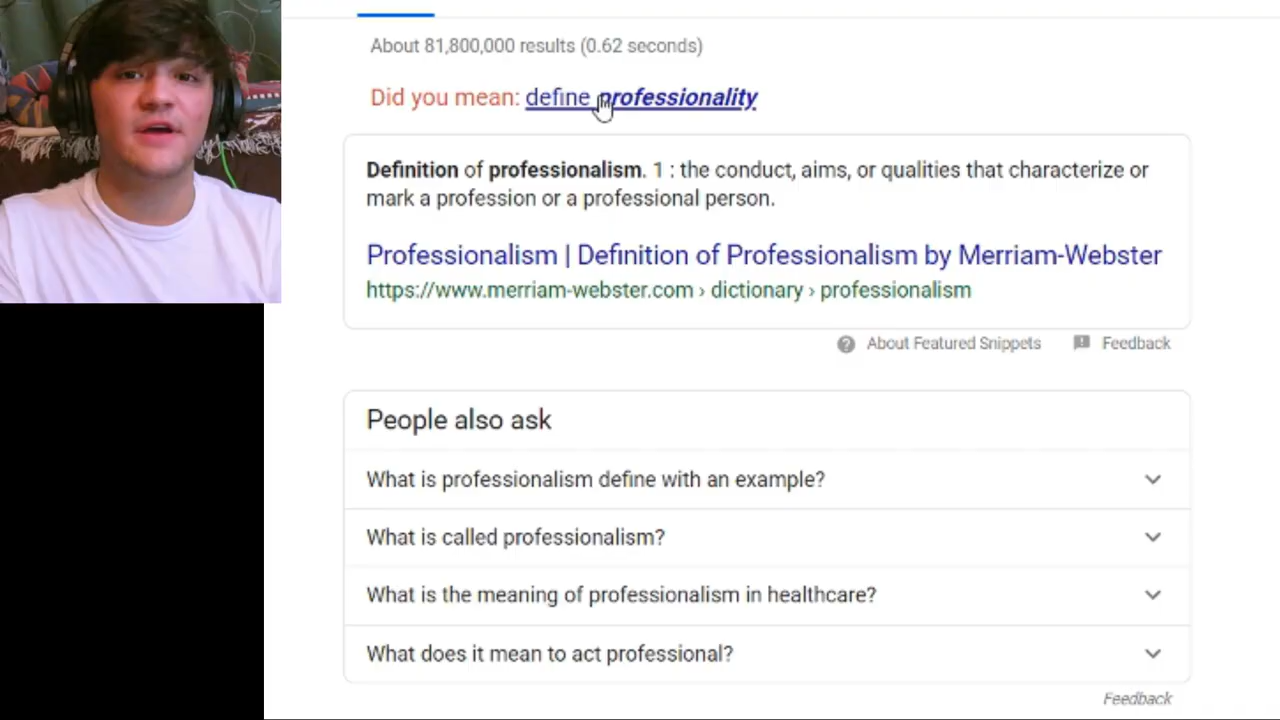 About 81,800,000 results (0.62 seconds)
Did you mean: define professionality
Definition of professionalism. 1 : the conduct, aims, or qualities that characterize or
mark a profession or a professional person.
Professionalism | Definition of Professionalism by Merriam-Webster
https://www.merriam-webster.com › dictionary › professionalism
About Featured Snippets Feedback
People also ask
What is professionalism define with an example?
What is called professionalism?
What is the meaning of professionalism in healthcare?
What does it mean to act professional?
Feedback